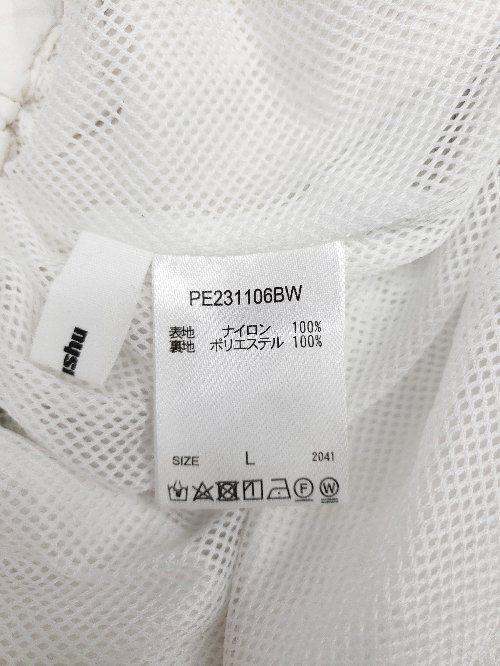 PE231106BW
表地 ナイロン 100%
裏地 ポリエステル 100%
SIZE L 2041
F W